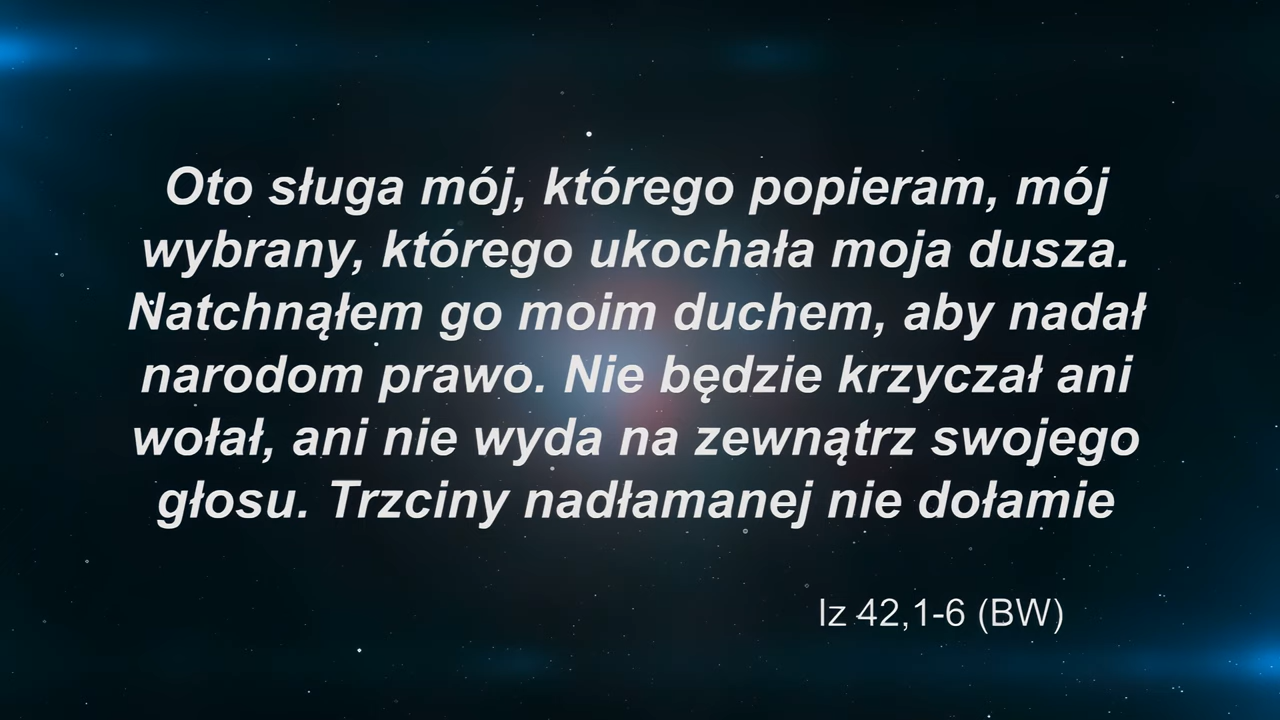 Oto sługa mój, którego popieram, mój
wybrany, którego ukochała moja dusza.
Natchnąłem go moim duchem, aby nadał
narodom prawo. Nie będzie krzyczał ani
wołał, ani nie wyda na zewnątrz swojego
głosu. Trzciny nadłamanej nie dołamie
Iz 42,1-6 (BW)